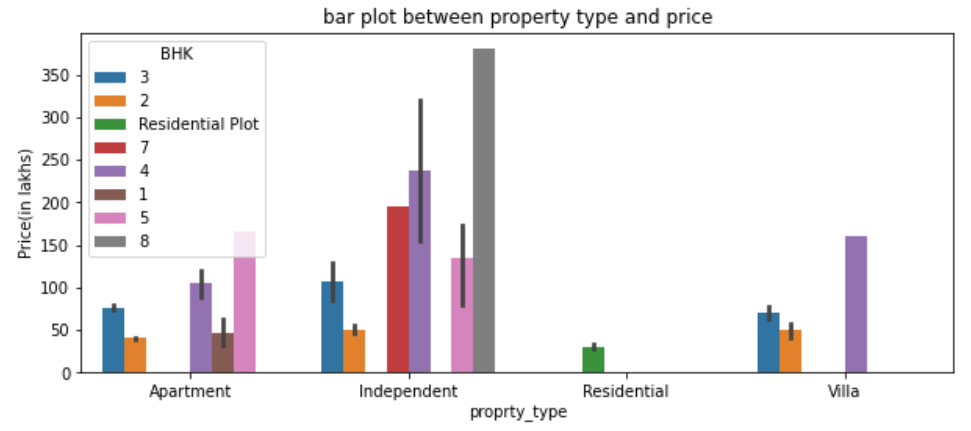 bar plot between property type and price
Price(in lakhs)
350
300
250
200
150
100
50
0
BHK
3
2
Residential Plot
7
4
1
5
8
Apartment
Independent
Residential
Villa
proprty_type